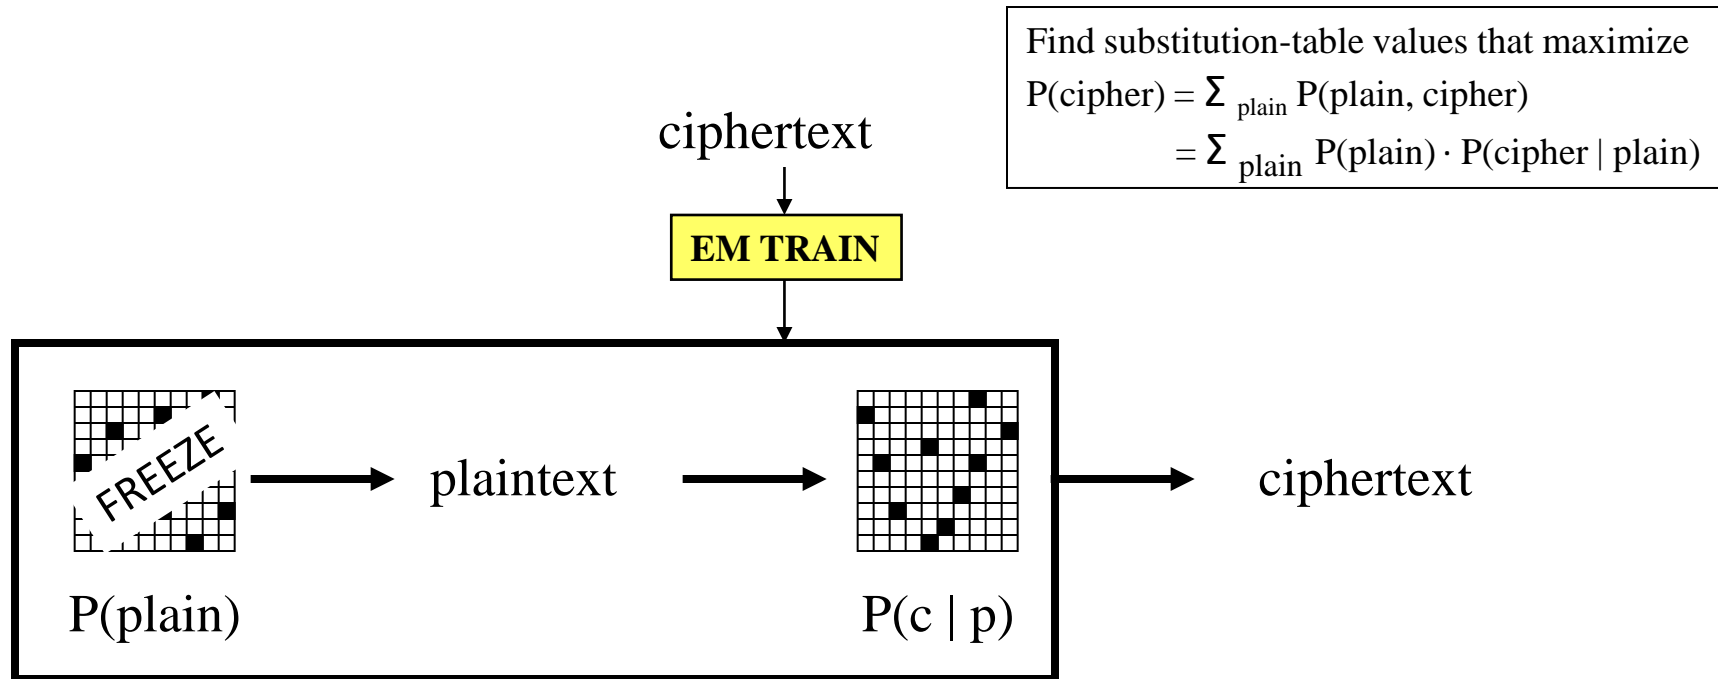 Find substitution-table values that maximize
P(cipher) = Σ plain P(plain, cipher)
= Σ plain P(plain) · P(cipher | plain)
ciphertext
EM TRAIN
FREEZE
plaintext
ciphertext
P(plain)
P(c | p)